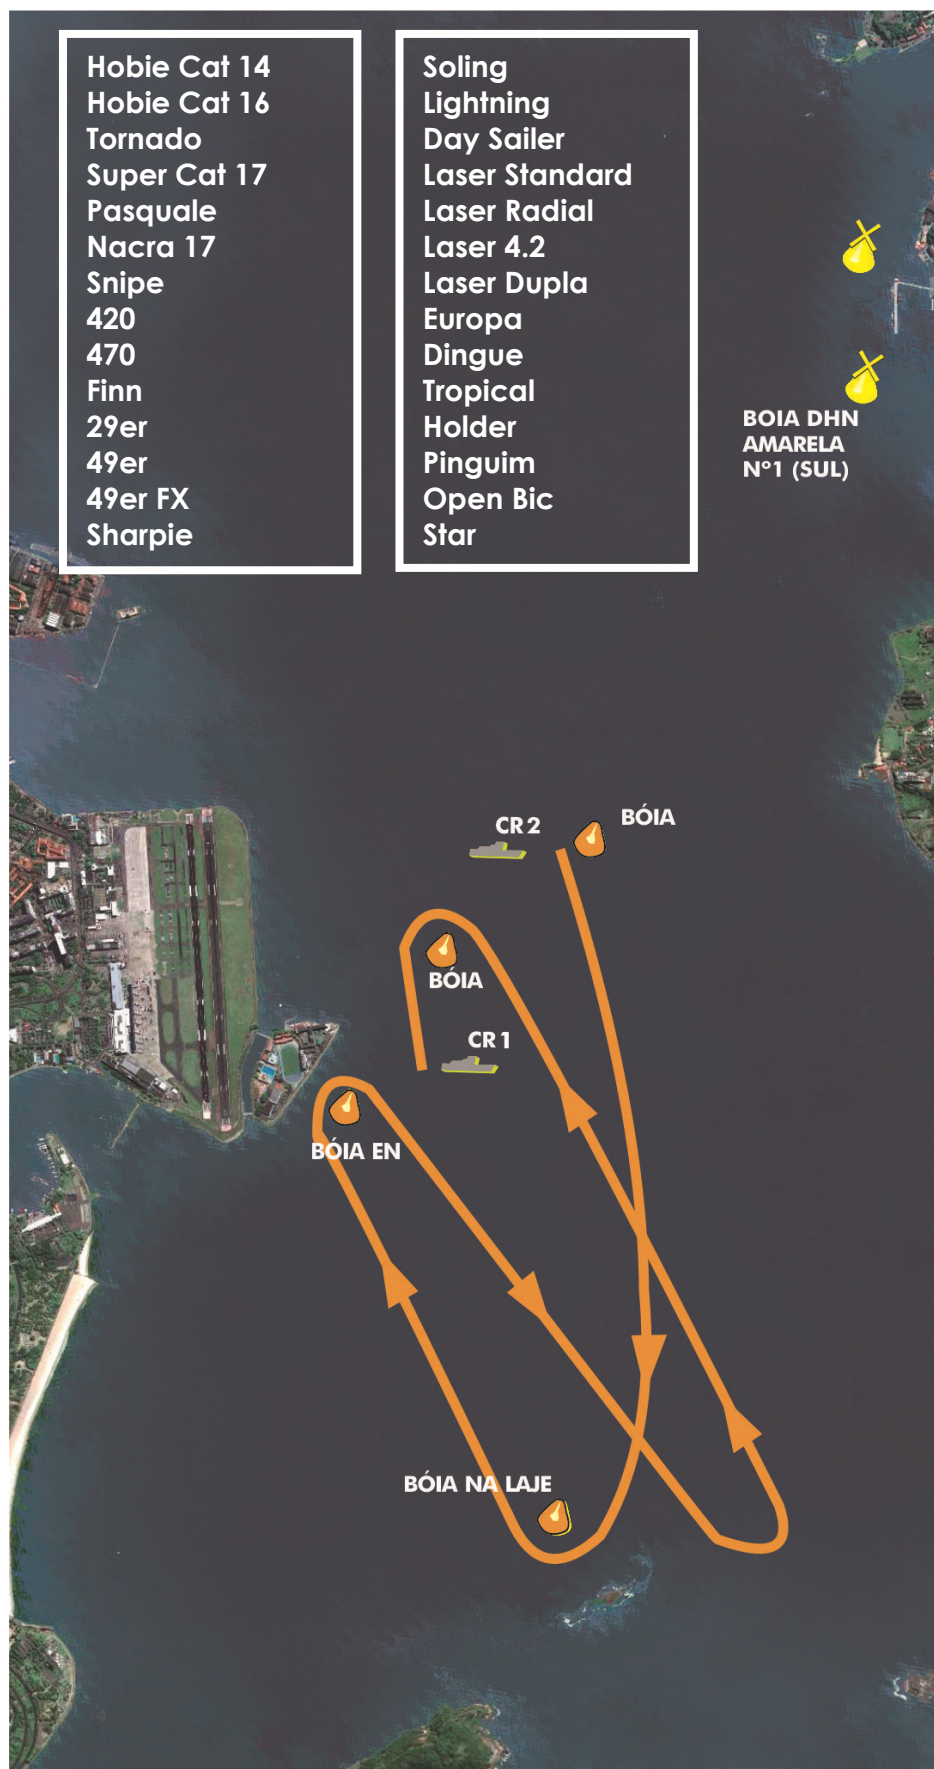 Hobie Cat 14
Hobie Cat 16
Tornado
Super Cat 17
Pasquale
Nacra 17
Snipe
420
470
Finn
29er
49er
49er FX
Sharpie
Soling
Lightning
Day Sailer
Laser Standard
Laser Radial
Laser 4.2
Laser Dupla
Europa
Dingue
Tropical
Holder
Pinguim
Open Bic
Star
BOIA DHN
AMARELA
Nº1 (SUL)
CR 2
BÓIA
BÓIA
CR 1
BÓIA EN
BÓIA NA LAJE